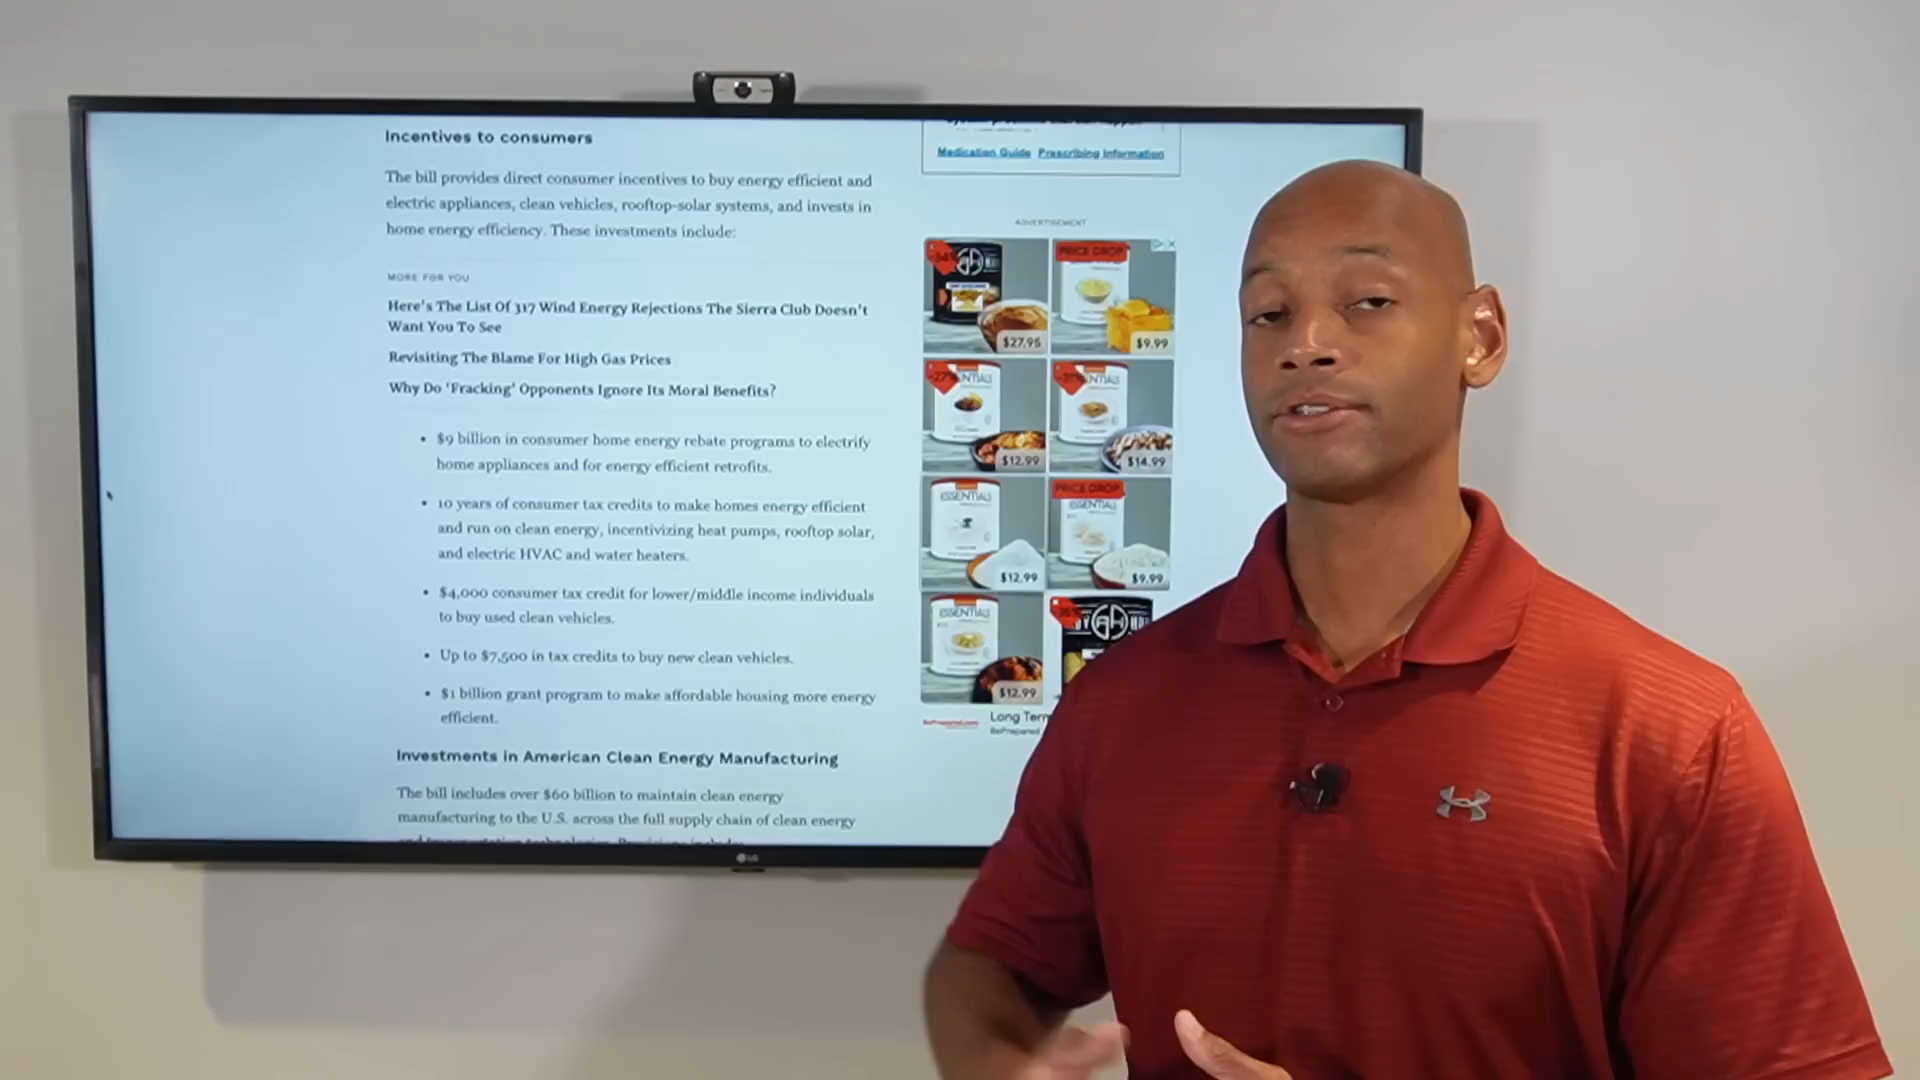 Incentives to consumers
The bill provides direct consumer incentives to buy energy efficient and
electric appliances, clean vehicles, rooftop-solar systems, and invests in
home energy efficiency. These investments include:
MORE FOR YOU
Here's The List Of 317 Wind Energy Rejections The Sierra Club Doesn't
Want You To See
Revisiting The Blame For High Gas Prices
Why Do 'Fracking' Opponents Ignore Its Moral Benefits?
• $9 billion in consumer home energy rebate programs to electrify
home appliances and for energy efficient retrofits.
• 10 years of consumer tax credits to make homes energy efficient
and run on clean energy, incentivizing heat pumps, rooftop solar,
and electric HVAC and water heaters.
• $4,000 consumer tax credit for lower/middle income individuals
to buy used clean vehicles.
• Up to $7,500 in tax credits to buy new clean vehicles.
• $1 billion grant program to make affordable housing more energy
efficient.
Investments in American Clean Energy Manufacturing
The bill includes over $60 billion to maintain clean energy
manufacturing to the U.S. across the full supply chain of clean energy
Medication Guide Prescribing Information
ADVERTISEMENT
PRICE DROP
$27.95
$9.99
$12.99
$14.99
ESSENTIALS
PRICE DROP
ESSENTIALS
$12.99
$9.99
ESSENTIALS
$12.99
Long Term
BePrepared
LG